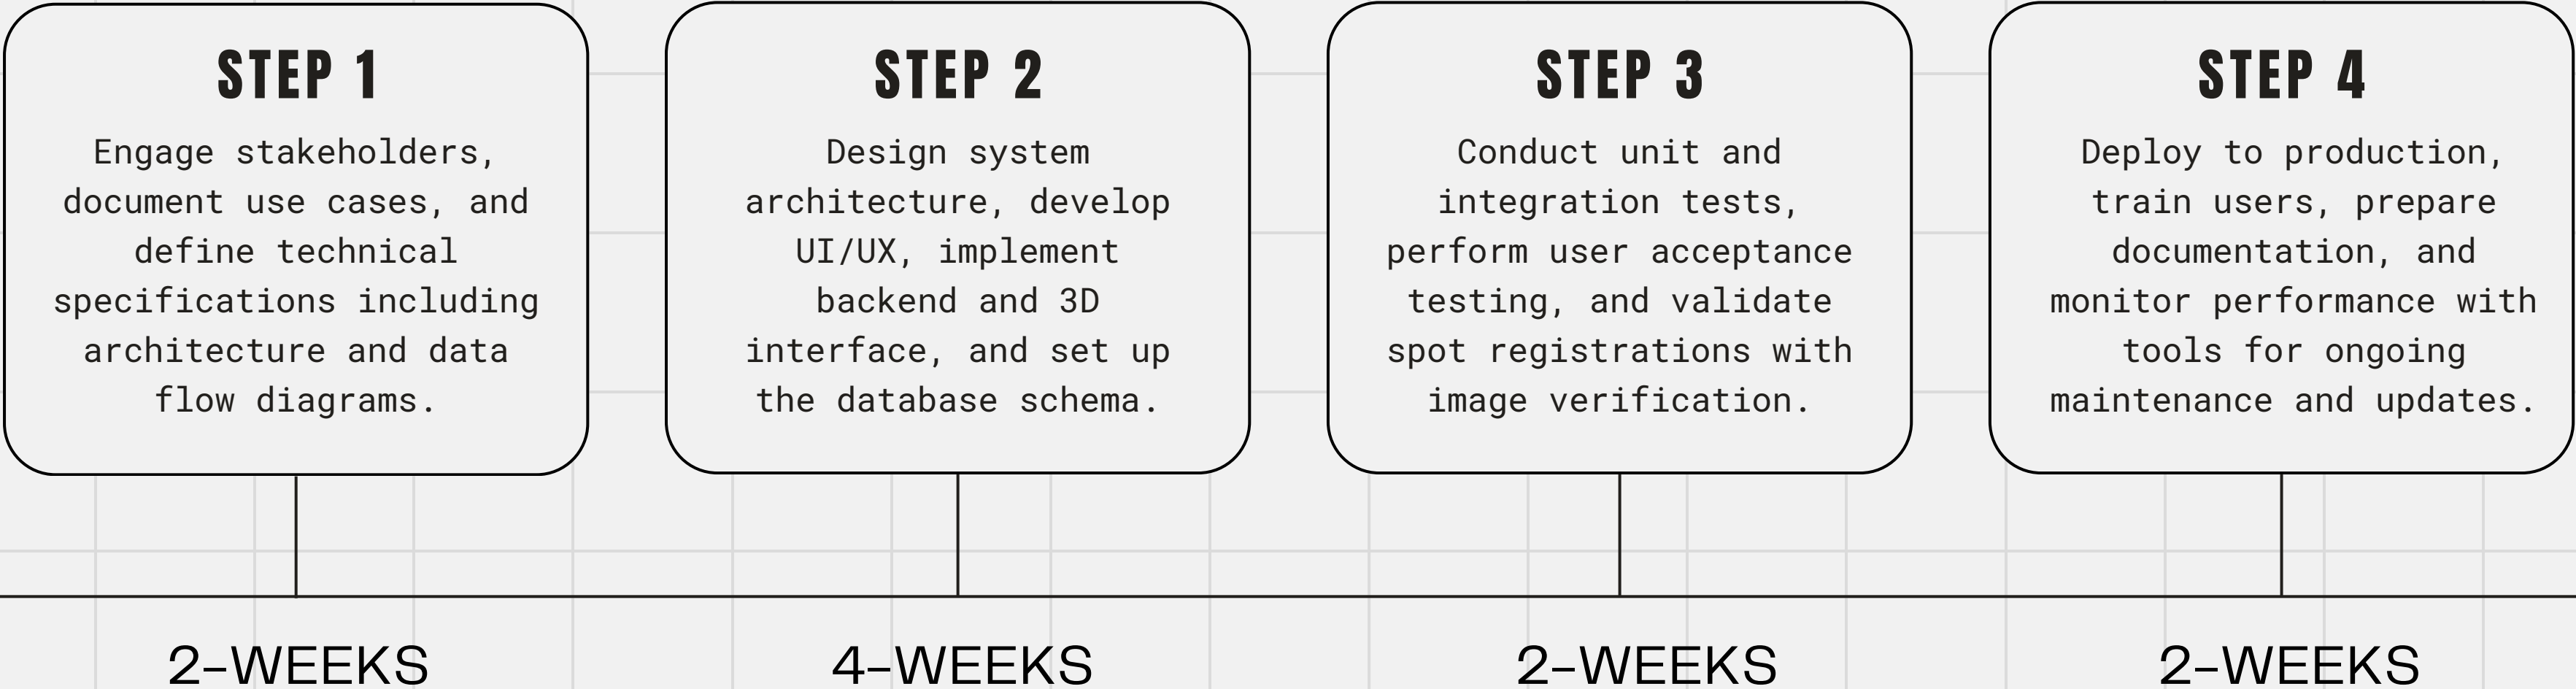 STEP 1
Engage stakeholders,
document use cases, and
define technical
specifications including
architecture and data
flow diagrams.
2-WEEKS
STEP 2
Design system
architecture, develop
UI/UX, implement
backend and 3D
interface, and set up
the database schema.
4-WEEKS
STEP 3
Conduct unit and
integration tests,
perform user acceptance
testing, and validate
spot registrations with
image verification.
2-WEEKS
STEP 4
Deploy to production,
train users, prepare
documentation, and
monitor performance with
tools for ongoing
maintenance and updates.
2-WEEKS